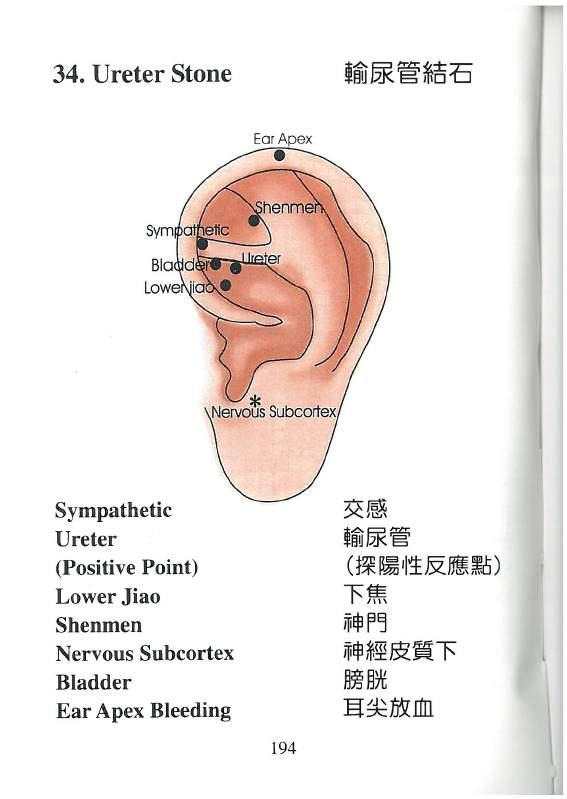 34. Ureter Stone 輸尿管結石
Ear Apex
Shenmen
Sympathetic
Bladder Ureter
Lower jiao
Nervous Subcortex
Sympathetic 交感
Ureter 輸尿管
(Positive Point) （探陽性反應點）
Lower Jiao 下焦
Shenmen 神門
Nervous Subcortex 神經皮質下
Bladder 膀胱
Ear Apex Bleeding 耳尖放血
194